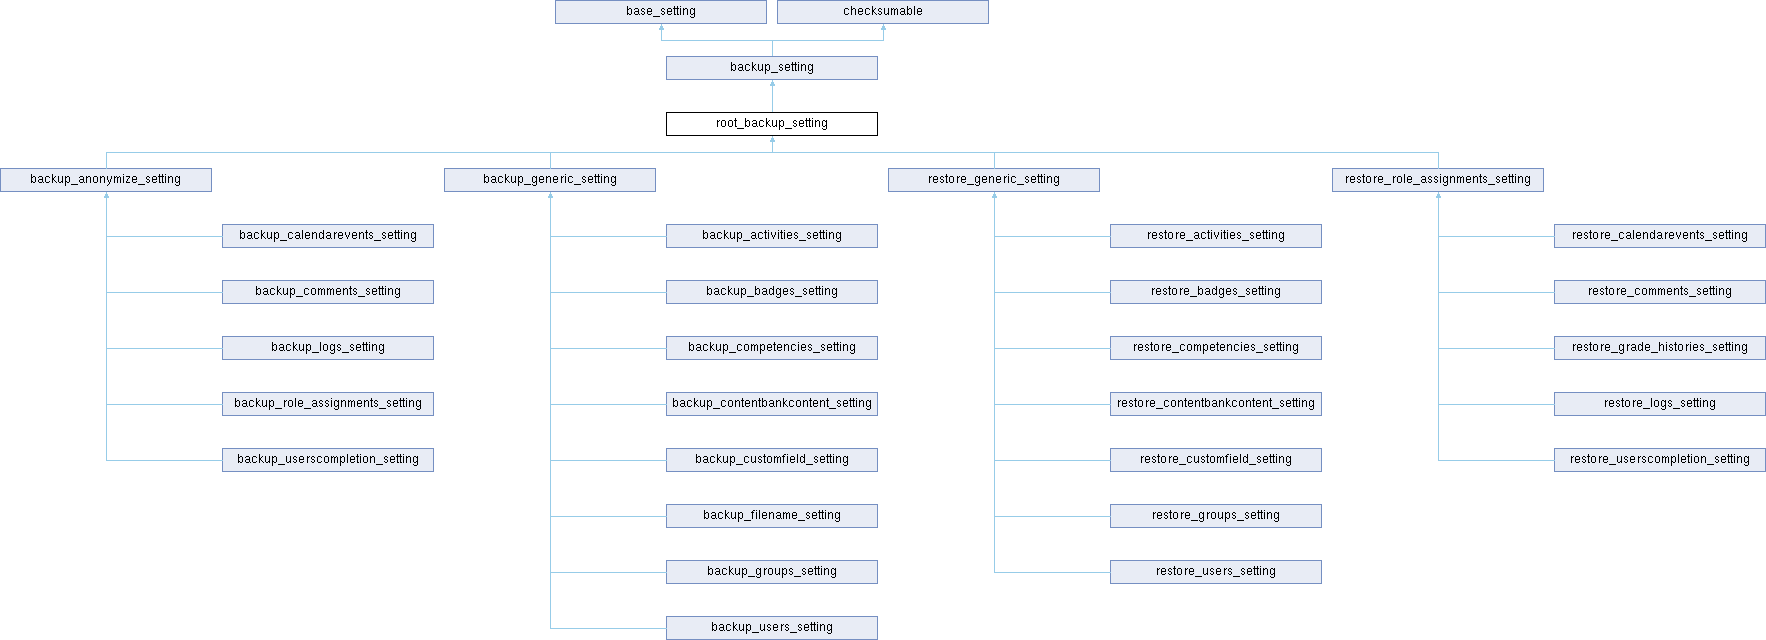 base_setting
checksumable
backup_setting
root_backup_setting
backup_anonymize_setting
backup_generic_setting
restore_generic_setting
restore_role_assignments_setting
backup_calendarevents_setting
backup_activities_setting
restore_activities_setting
restore_calendarevents_setting
backup_comments_setting
backup_badges_setting
restore_badges_setting
restore_comments_setting
backup_logs_setting
backup_competencies_setting
restore_competencies_setting
restore_grade_histories_setting
backup_role_assignments_setting
backup_contentbankcontent_setting
restore_contentbankcontent_setting
restore_logs_setting
backup_userscompletion_setting
backup_customfield_setting
restore_customfield_setting
restore_userscompletion_setting
backup_filename_setting
restore_groups_setting
backup_groups_setting
restore_users_setting
backup_users_setting